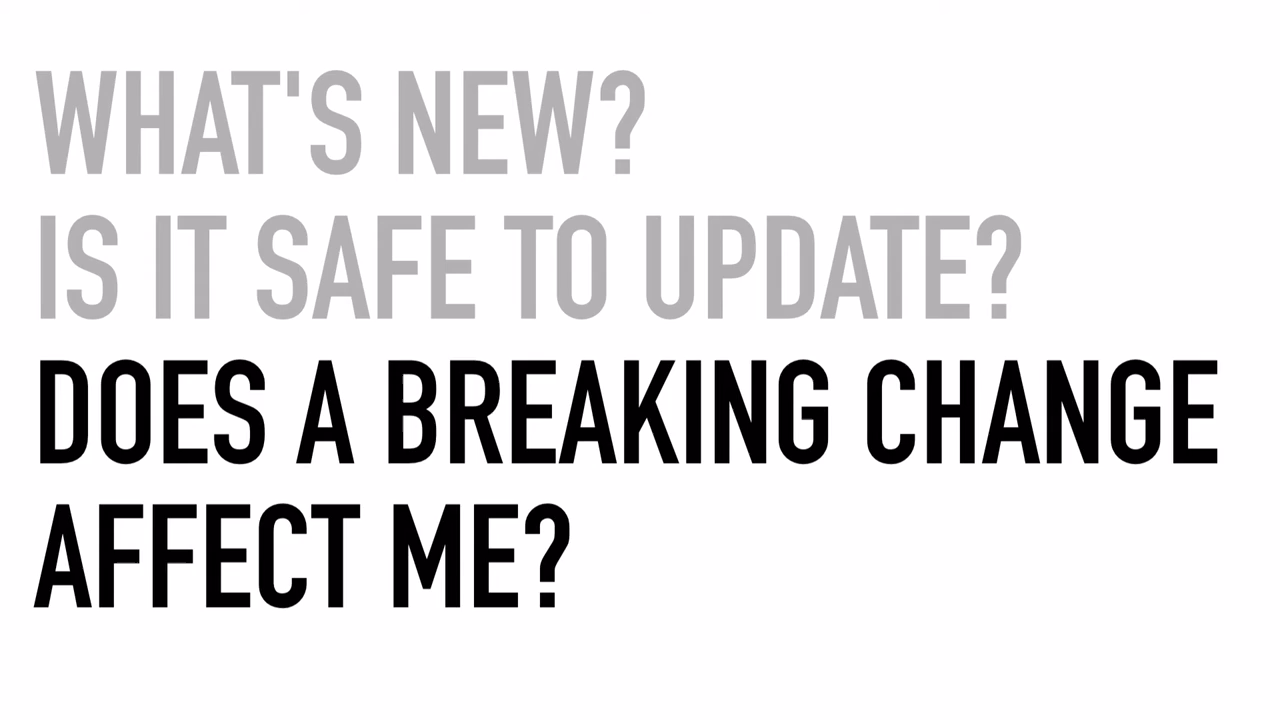 WHAT'S NEW?
IS IT SAFE TO UPDATE?
DOES A BREAKING CHANGE
AFFECT ME?